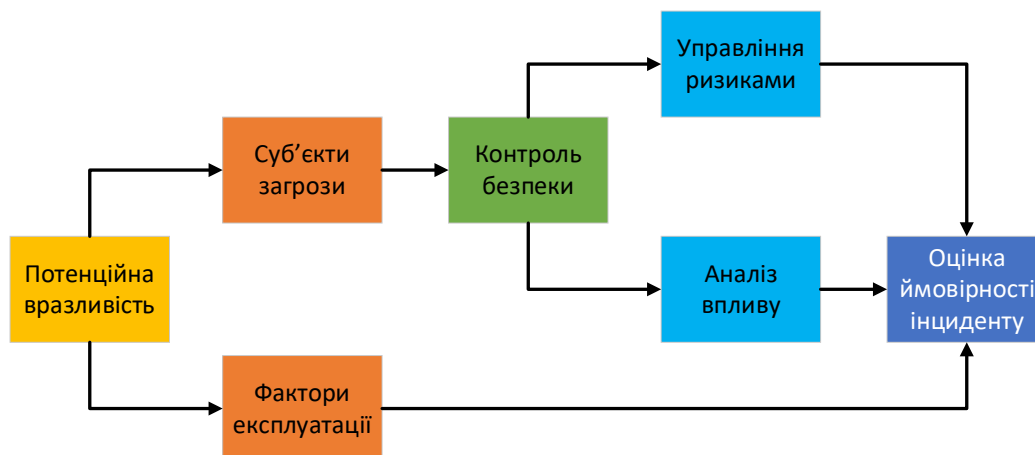 Управління
ризиками
Суб’єкти
загрози
Контроль
безпеки
Потенційна
вразливість
Аналіз
впливу
Оцінка
ймовірності
інциденту
Фактори
експлуатації